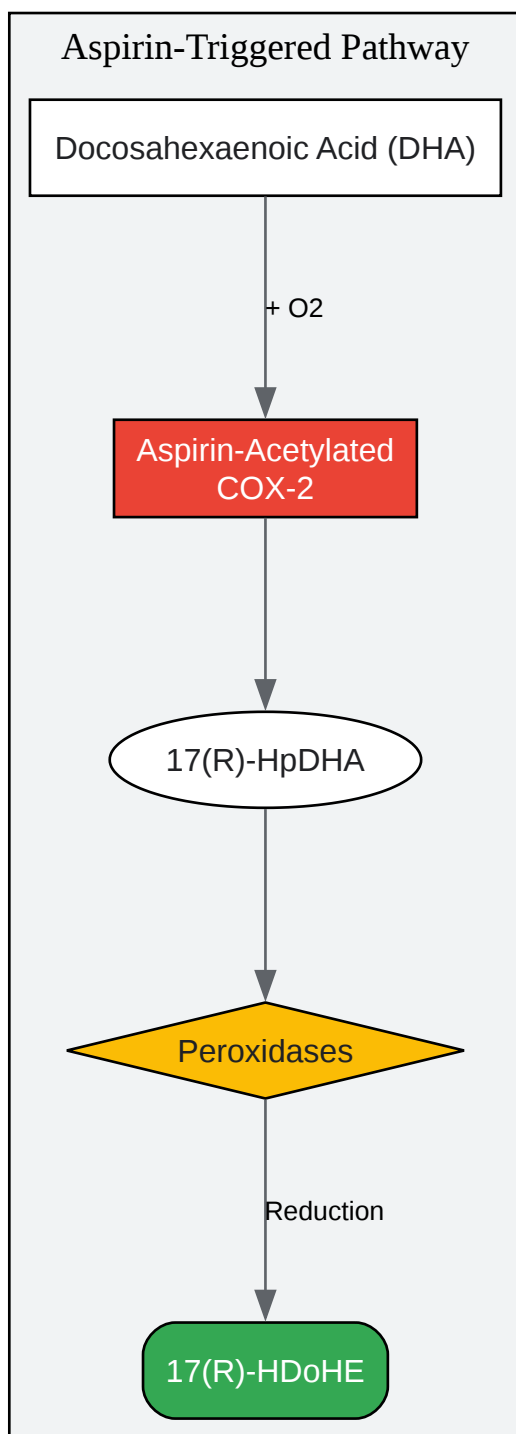 Aspirin-Triggered Pathway
Docosahexaenoic Acid (DHA)
+ O2
Aspirin-Acetylated
COX-2
17(R)-HpDHA
Peroxidases
Reduction
17(R)-HDoHE